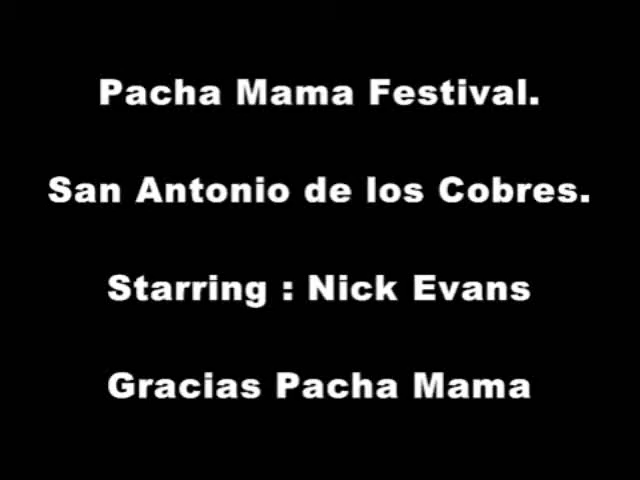 Pacha Mama Festival.
San Antonio de los Cobres.
Starring : Nick Evans
Gracias Pacha Mama